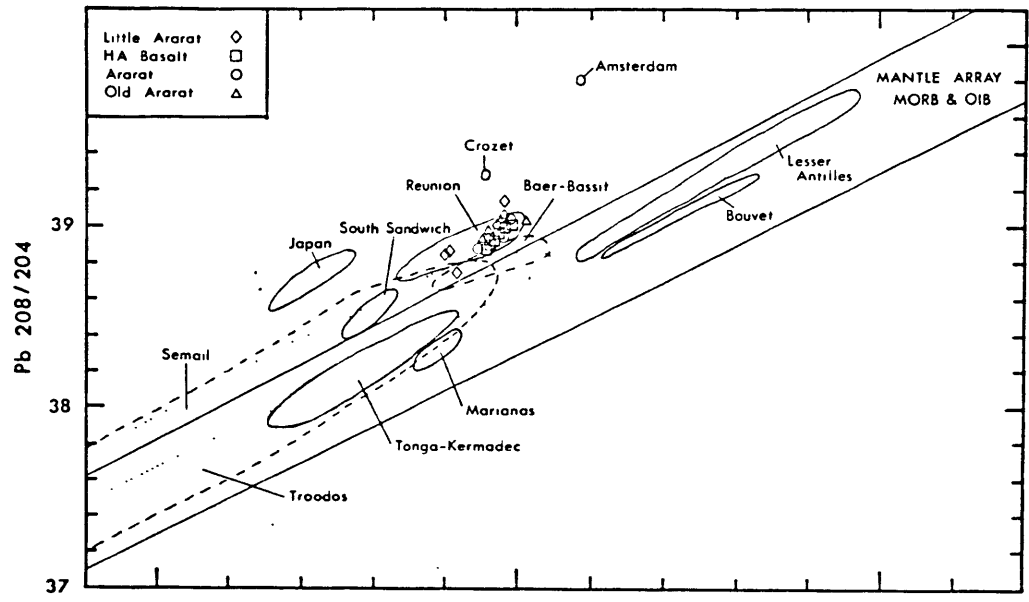 Little Ararat
HA Basalt
Ararat
Old Ararat
Amsterdam
MANTLE ARRAY
MORB & OIB
Crozet
Reunion
Baer-Bassit
Lesser
Antilles
Bouvet
South Sandwich
Japan
39
Pb 208/204
Semail
38
Marianas
Tonga-Kermadec
Troodos
37